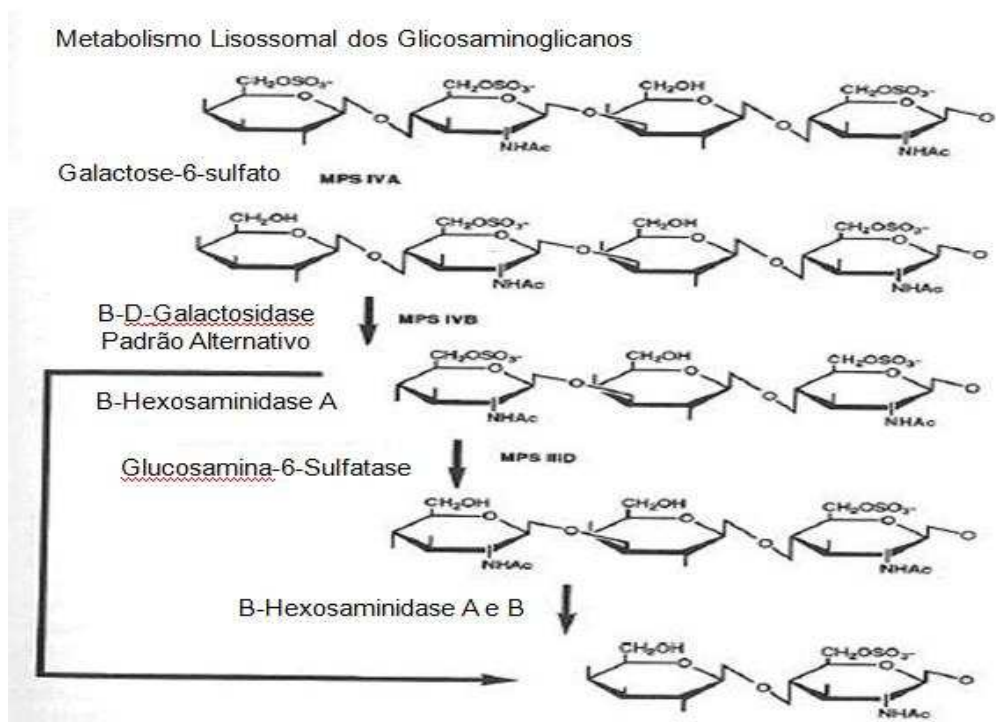 Metabolismo Lisossomal dos Glicosaminoglicanos
CH₂OSO₃- CH₂OSO₃- CH₂OH CH₂OSO₃-
O O O O O O O O
NHAc NHAc
Galactose-6-sulfato MPS IVA
CH₂OH CH₂OSO₃- CH₂OH CH₂OSO₃-
O O O O O O O O
NHAc NHAc
B-D-Galactosidase MPS IVB
Padrão Alternativo
CH₂OSO₃- CH₂OH CH₂OSO₃-
O O O O O O
NHAc NHAc
B-Hexosaminidase A
Glucosamina-6-Sulfatase MPS IIID
CH₂OH CH₂OH CH₂OSO₃-
O O O O O O
NHAc NHAc
B-Hexosaminidase A e B
CH₂OH CH₂OSO₃-
O O O O
NHAc